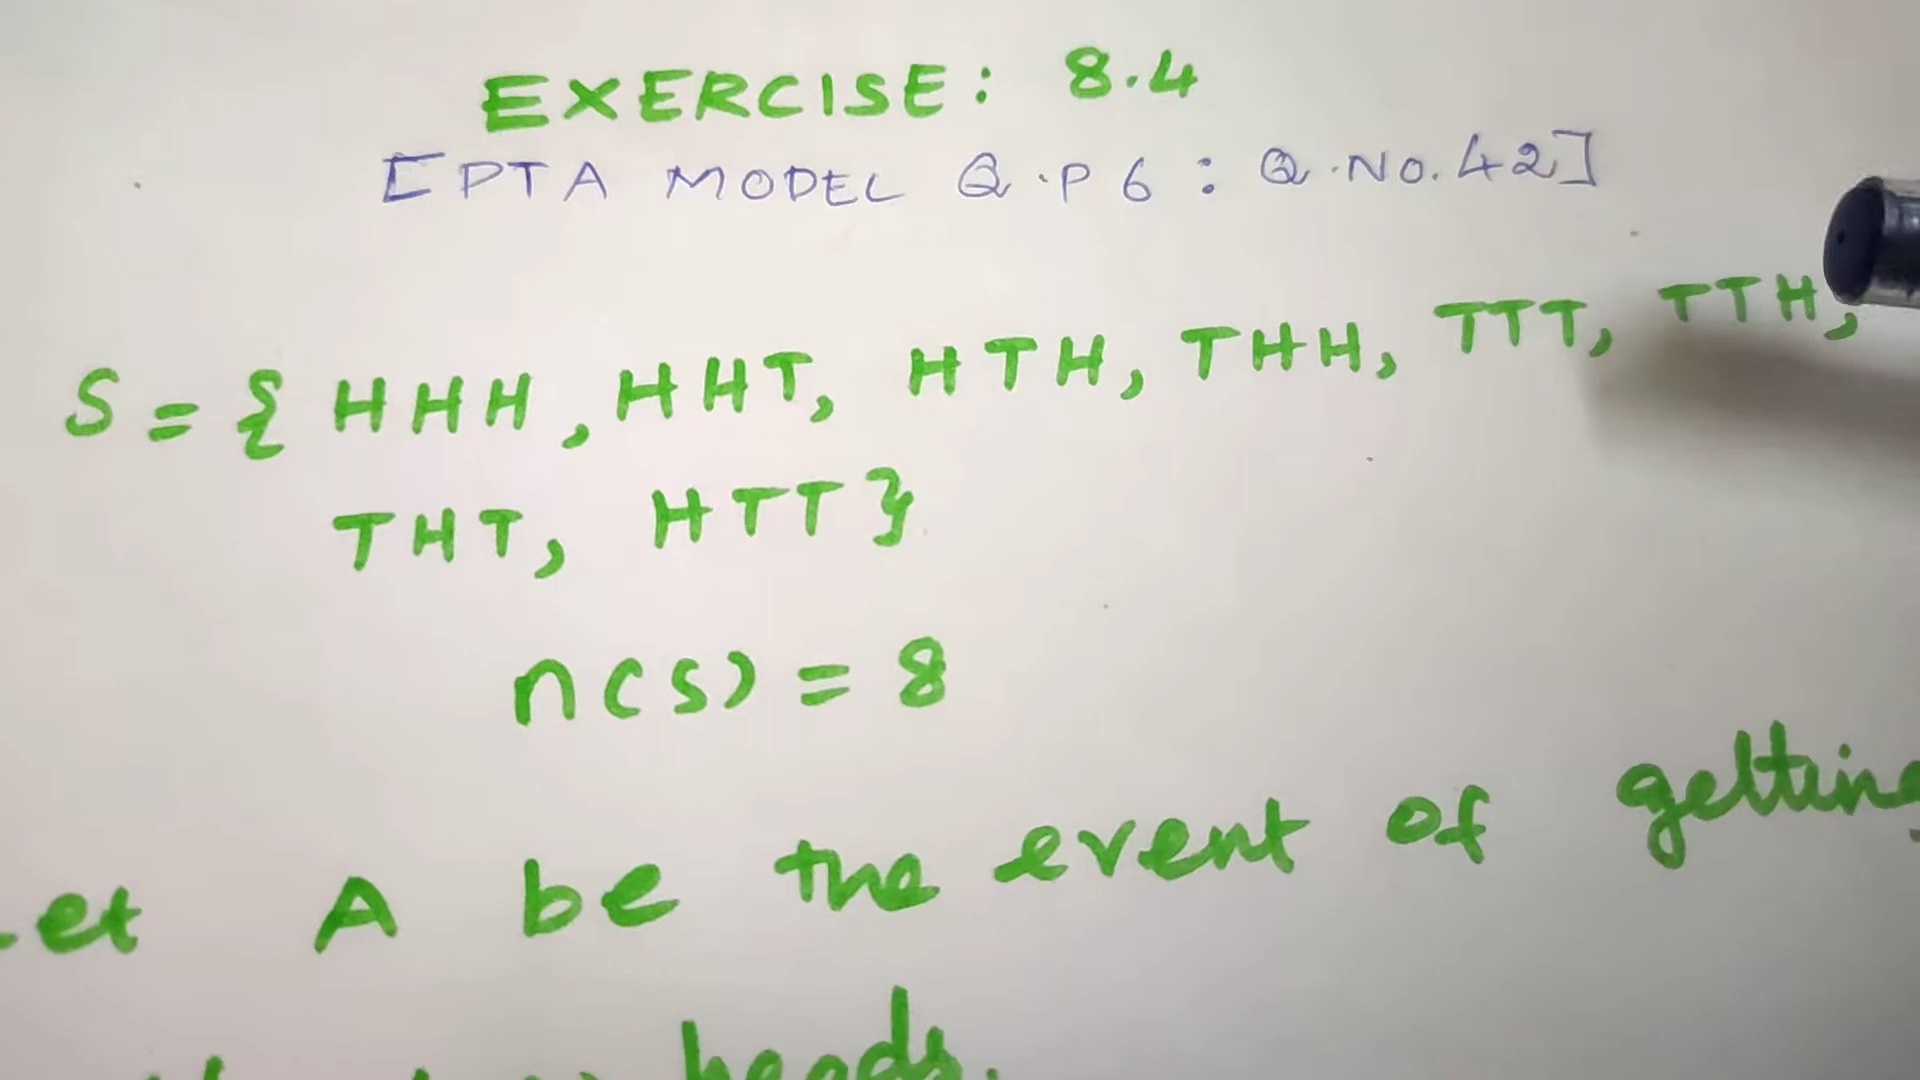 EXERCISE: 8.4
[PTA MODEL Q.P 6 : Q.NO.42]
S = { HHH, HHT, HTH, THH, TTT, TTH,
THT, HTT }
n(S) = 8
Let A be the event of getting
heads.